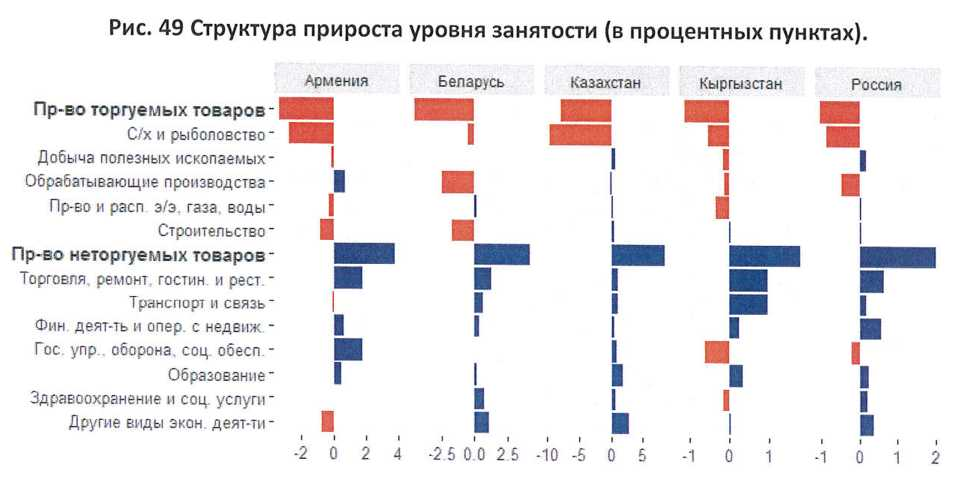 Рис. 49 Структура прироста уровня занятости (в процентных пунктах).
Армения Беларусь Казахстан Кыргызстан Россия
Пр-во торгуемых товаров
С/х и рыболовство
Добыча полезных ископаемых
Обрабатывающие производства
Пр-во и расп. э/э, газа, воды
Строительство
Пр-во неторгуемых товаров
Торговля, ремонт, гостин. и рест.
Транспорт и связь
Фин. деят-ть и опер. с недвиж.
Гос. упр., оборона, соц. обесп.
Образование
Здравоохранение и соц. услуги
Другие виды экон. деят-ти
-2 0 2 4 -2.5 0.0 2.5 -10 -5 0 5 -1 0 1 -1 0 1 2